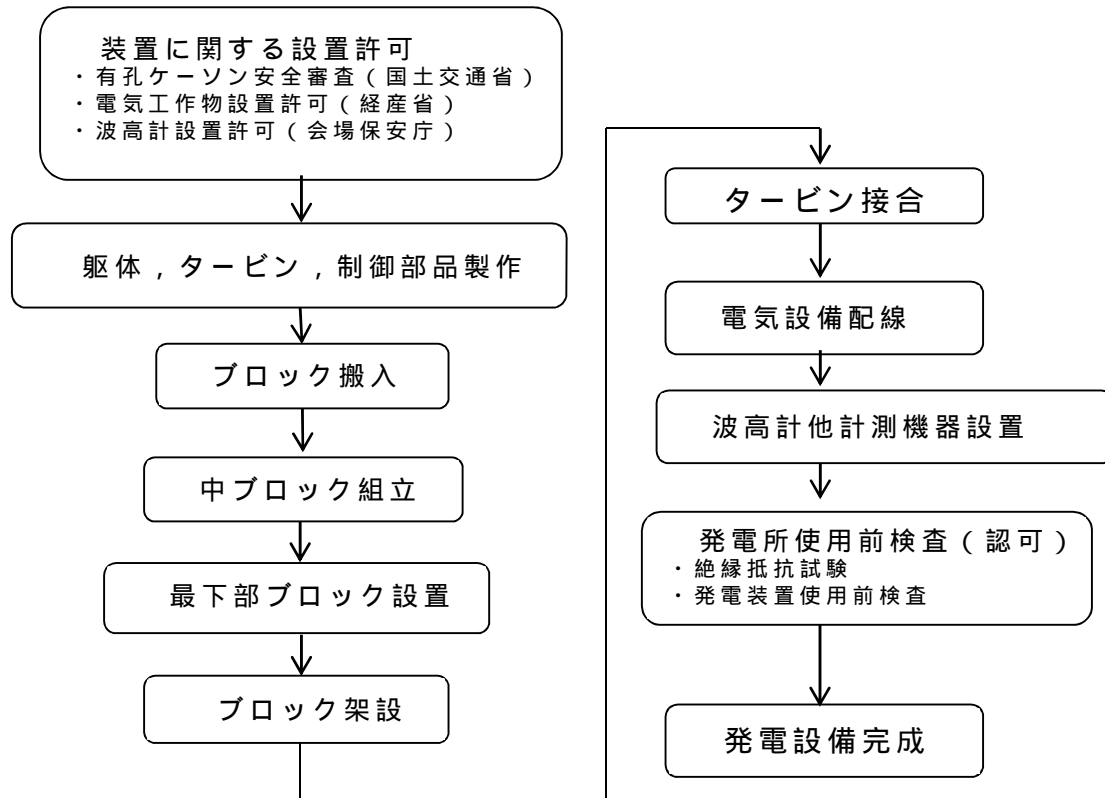 装置に関する設置許可
・有孔ケーソン安全審査(国土交通省)
・電気工作物設置許可(経産省)
・波高計設置許可(会場保安庁)
躯体,タービン,制御部品製作
ブロック搬入
中ブロック組立
最下部ブロック設置
ブロック架設
タービン接合
電気設備配線
波高計他計測機器設置
発電所使用前検査(認可)
・絶縁抵抗試験
・発電装置使用前検査
発電設備完成